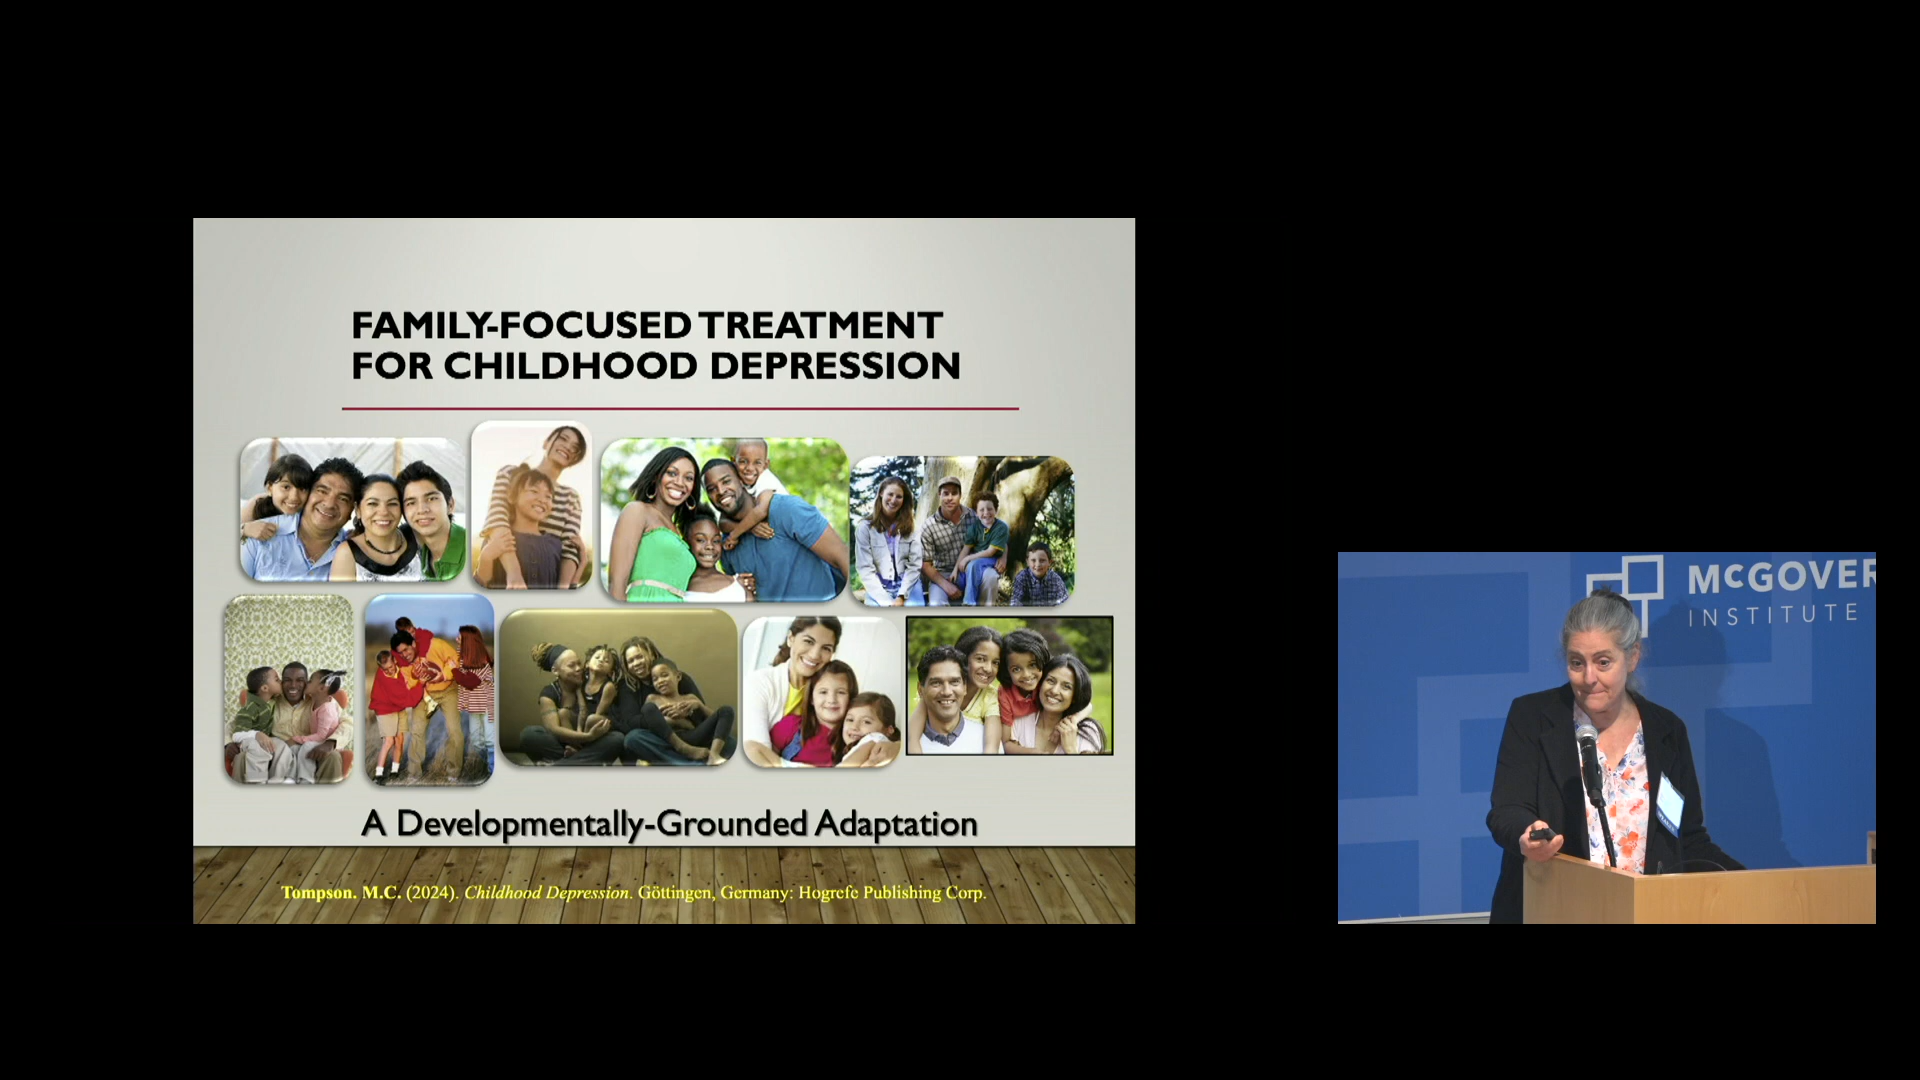 FAMILY-FOCUSED TREATMENT
FOR CHILDHOOD DEPRESSION
A Developmentally-Grounded Adaptation
Tompson. M.C. (2024). Childhood Depression. Göttingen, Germany: Hogrefe Publishing Corp.
MCGOVER
INSTITUTE